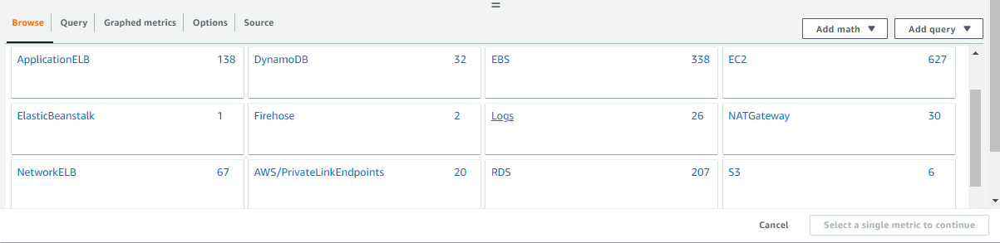 Browse Query Graphed metrics Options Source Add math ▼ Add query ▼
ApplicationELB 138 DynamoDB 32 EBS 338 EC2 627
ElasticBeanstalk 1 Firehose 2 Logs 26 NATGateway 30
NetworkELB 67 AWS/PrivateLinkEndpoints 20 RDS 207 S3 6
Cancel Select a single metric to continue